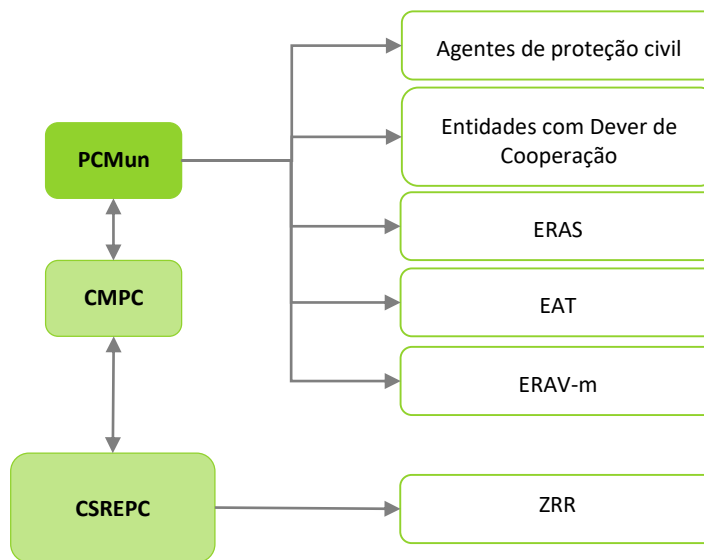 PCMun
CMPC
CSREPC
Agentes de proteção civil
Entidades com Dever de
Cooperação
ERAS
EAT
ERAV-m
ZRR